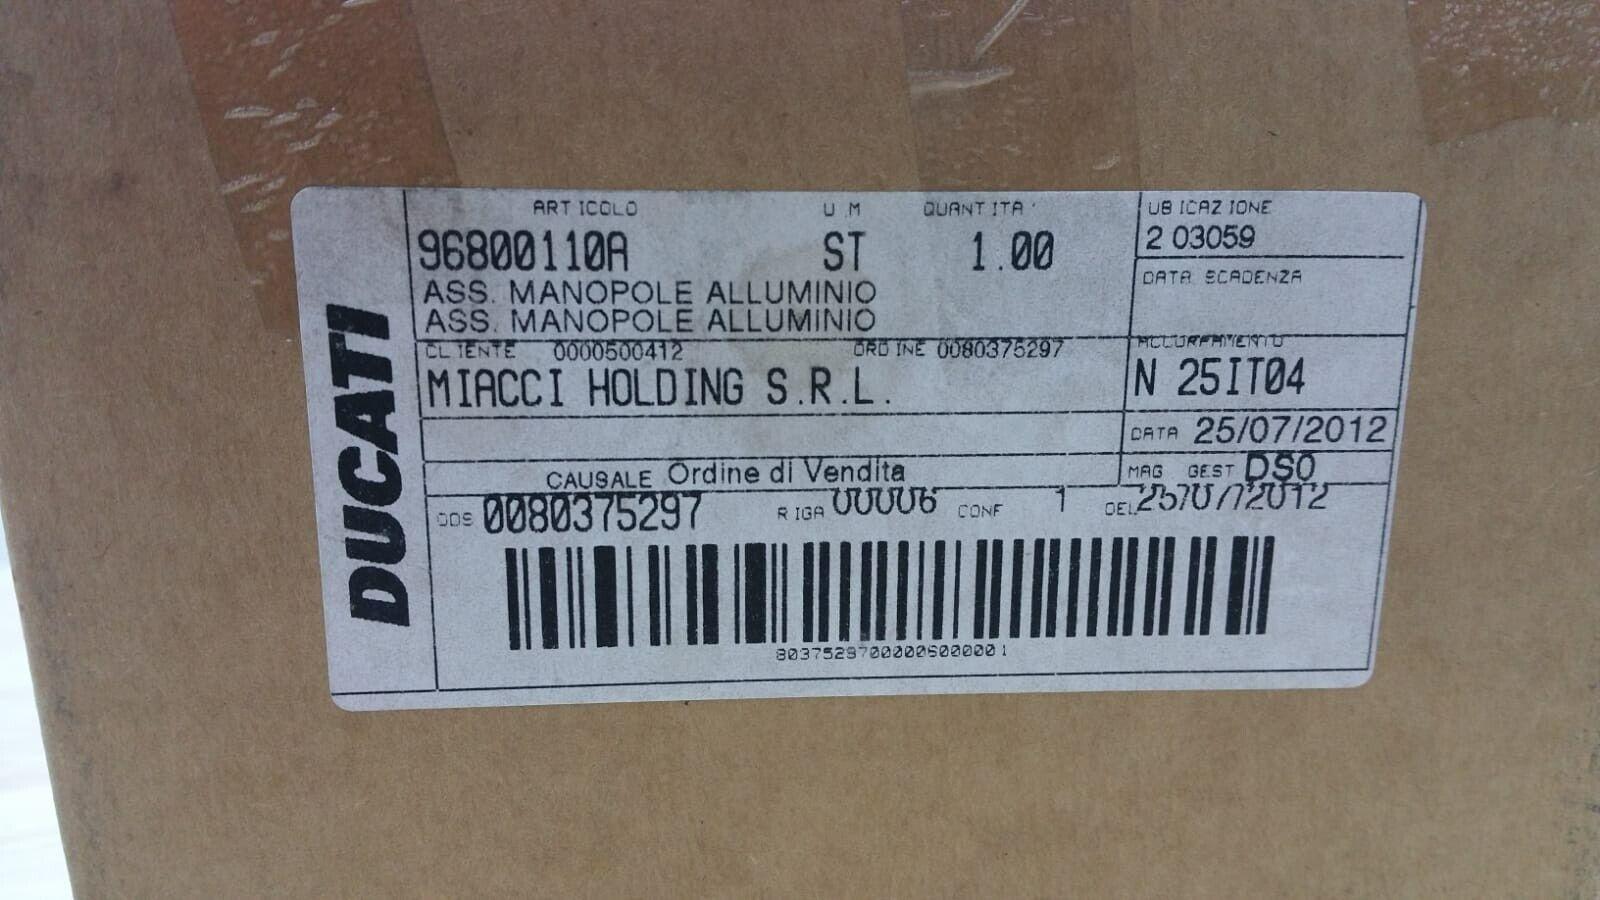 DUCATI
ARTICOLO U.M QUANTITA' UBICAZIONE
96800110A ST 1.00 2 03059
ASS. MANOPOLE ALLUMINIO DATA SCADENZA
ASS. MANOPOLE ALLUMINIO
CLIENTE 0000500412 ORDINE 0080375297
MIACCI HOLDING S.R.L. N 25IT04
DATA 25/07/2012
CAUSALE Ordine di Vendita MAG GEST DS0
ODS 0080375297 RIGA 00006 CONF 1 DEL 25/07/2012
803752970000060000001